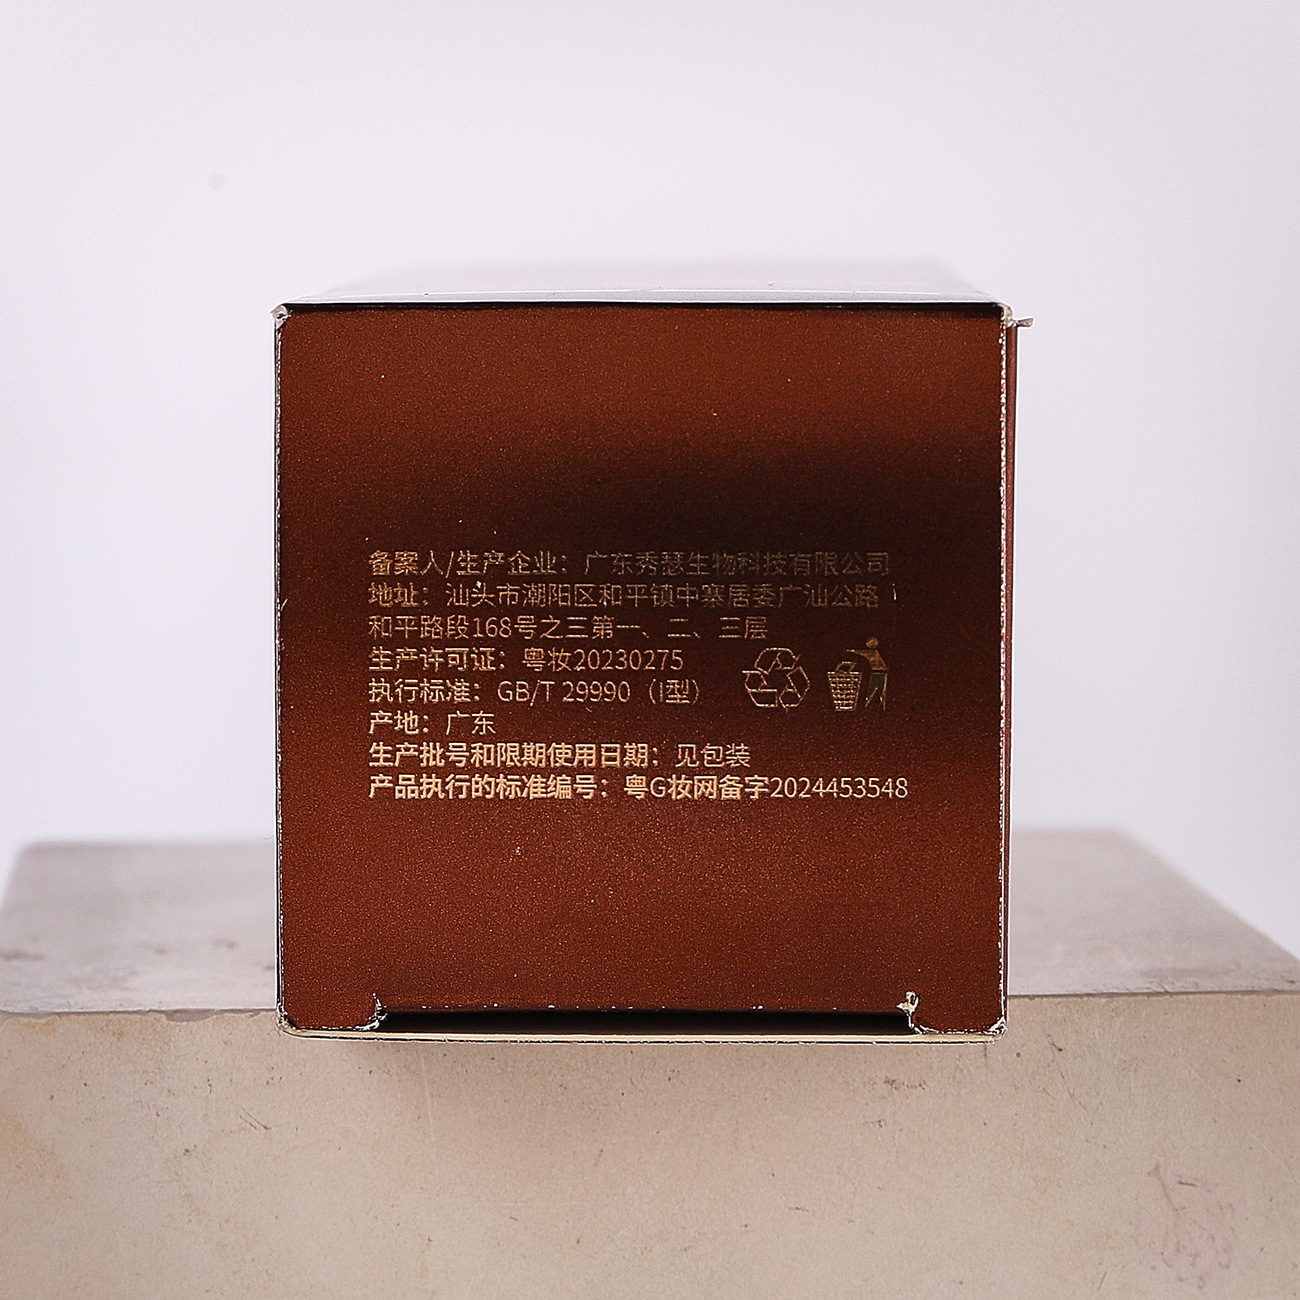 备案人/生产企业：广东秀瑟生物科技有限公司
地址：汕头市潮阳区和平镇中寨居委广汕公路
和平路段168号之三第一、二、三层
生产许可证：粤妆20230275
执行标准：GB/T 29990（I型）
产地：广东
生产批号和限期使用日期：见包装
产品执行的标准编号：粤G妆网备字2024453548